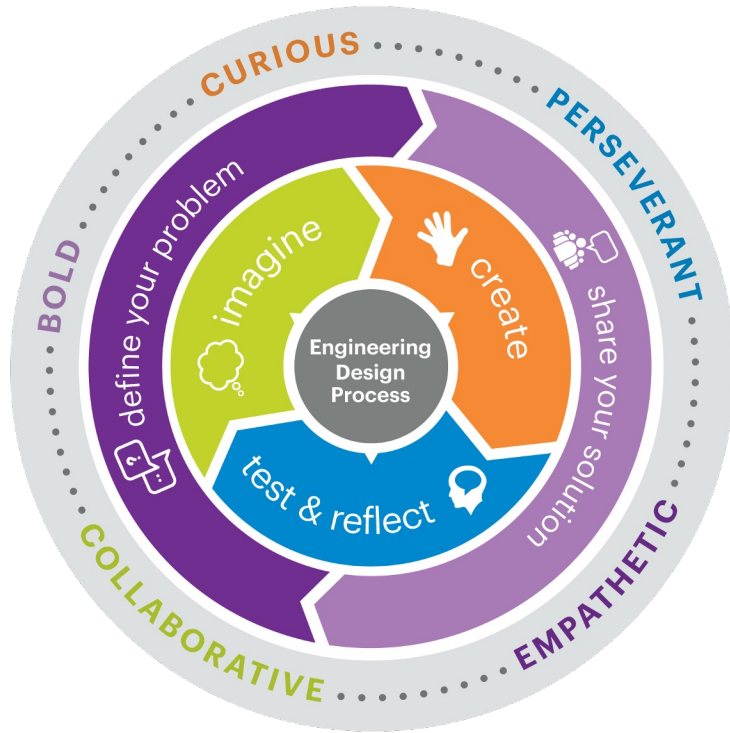 CURIOUS
PERSEVERANT
EMPATHETIC
COLLABORATIVE
BOLD
define your problem
share your solution
imagine
create
test & reflect
Engineering
Design
Process
?